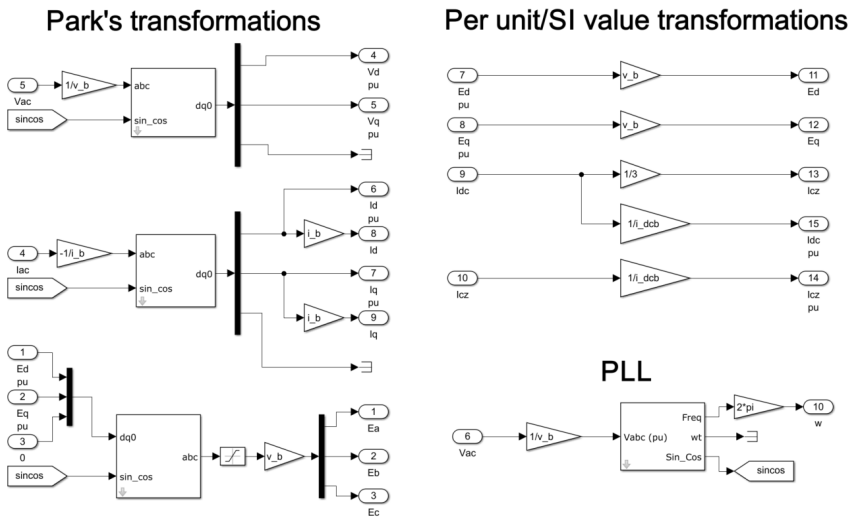 Park's transformations
5
Vac
1/v_b
sincos
abc
sin_cos
dq0
4
Vd
pu
5
Vq
pu
4
Iac
-1/i_b
sincos
abc
sin_cos
dq0
6
Id
pu
i_b
8
Id
7
Iq
pu
i_b
9
Iq
1
Ed
pu
2
Eq
pu
3
0
sincos
dq0
sin_cos
abc
v_b
1
Ea
2
Eb
3
Ec
Per unit/SI value transformations
7
Ed
pu
v_b
11
Ed
8
Eq
pu
v_b
12
Eq
9
Idc
1/3
13
Icz
1/i_dcb
15
Idc
pu
10
Icz
1/i_dcb
14
Icz
pu
PLL
6
Vac
1/v_b
Vabc (pu)
Freq
wt
Sin_Cos
2*pi
10
w
sincos